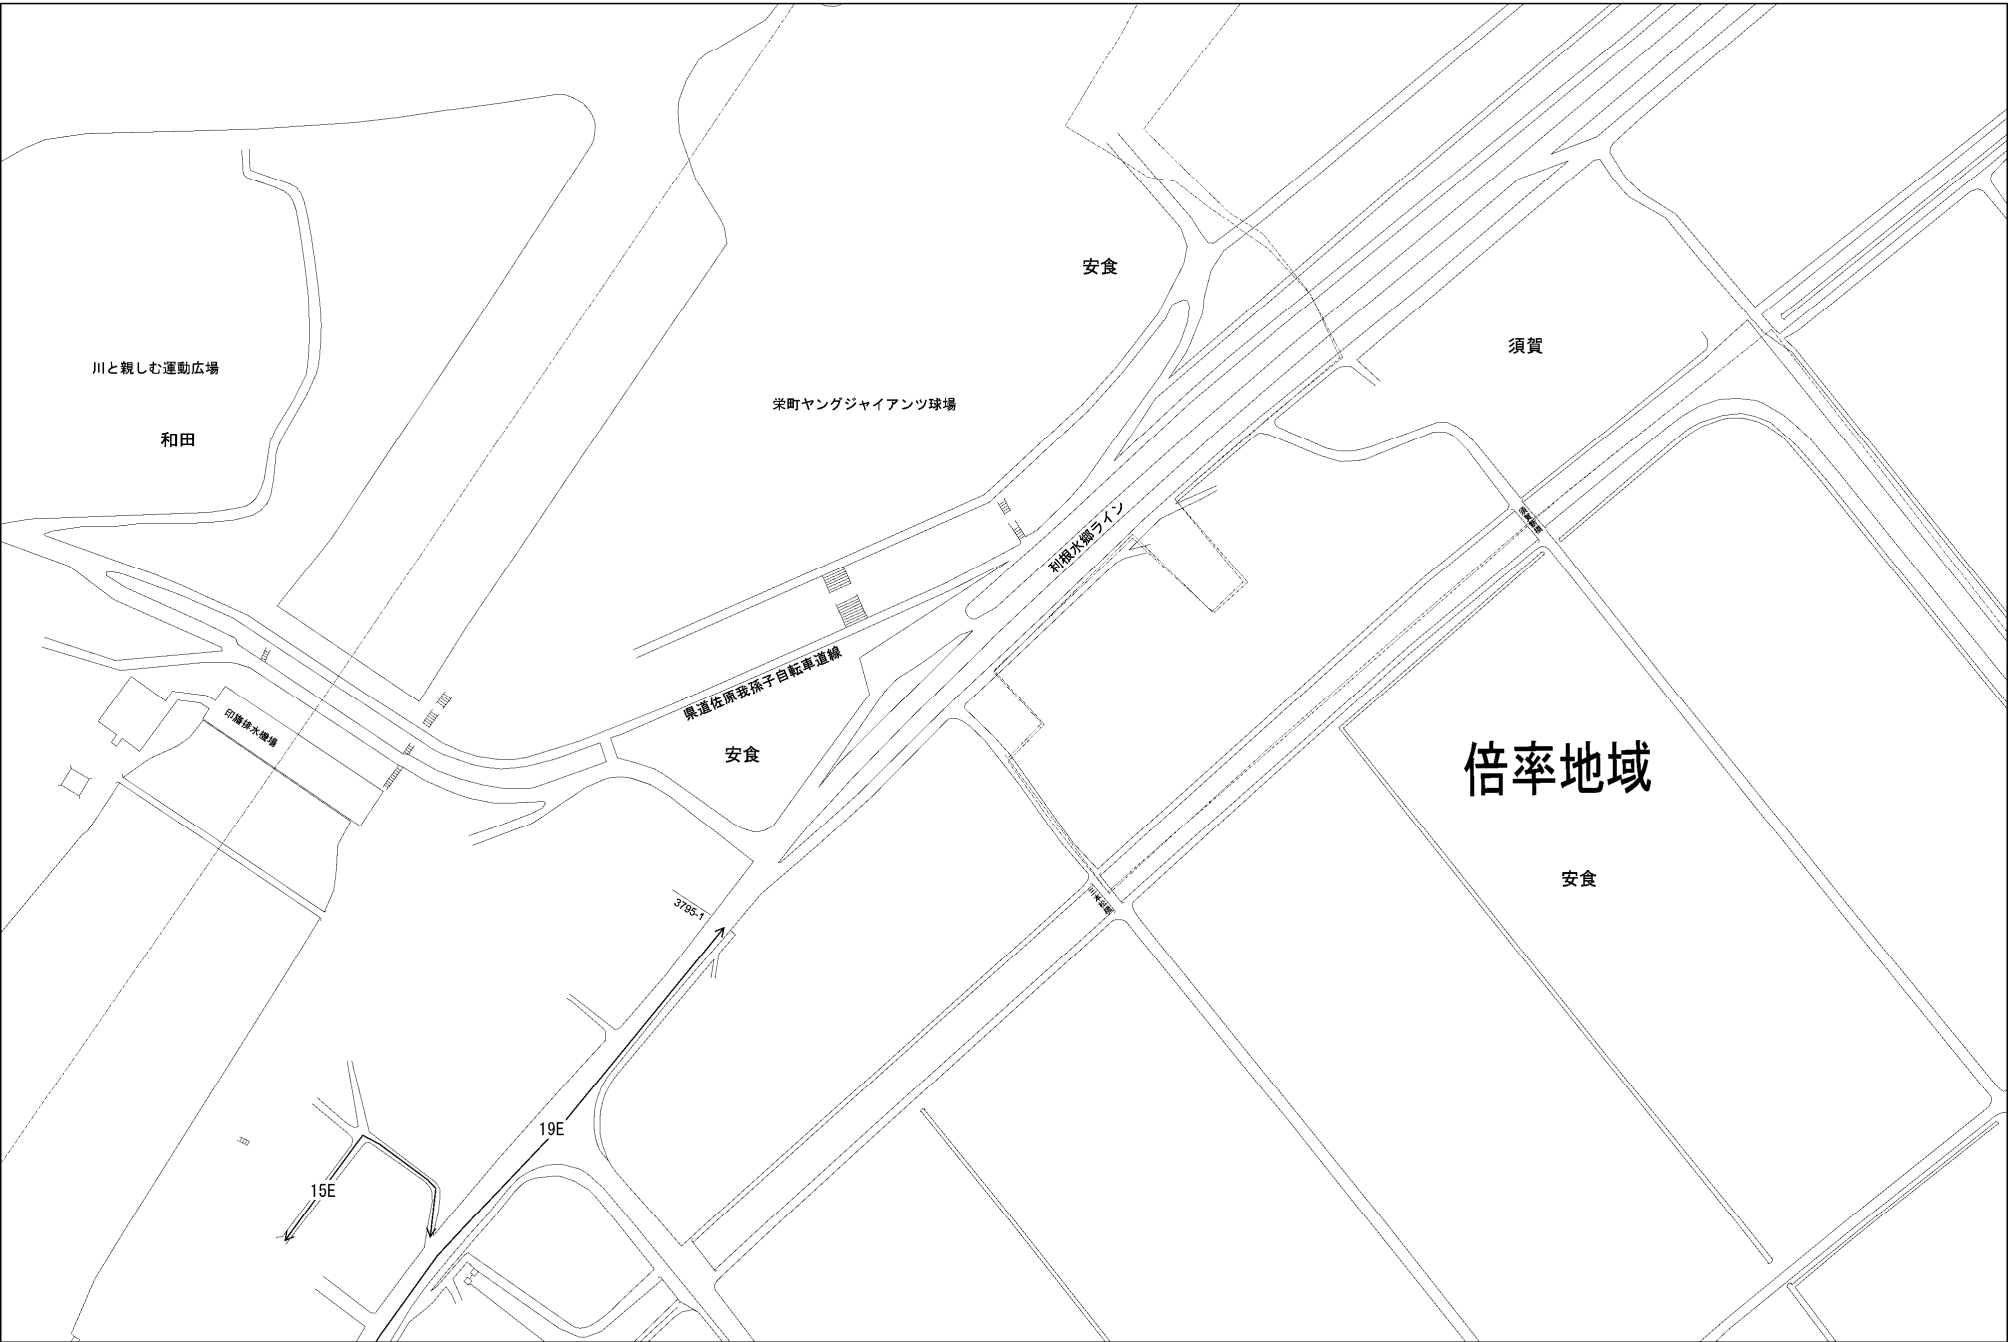 安食
須賀
川と親しむ運動広場
栄町ヤングジャイアンツ球場
和田
利根水郷ライン
県道佐原我孫子自転車道線
印旛排水機場
安食
倍率地域
安食
3795-1
19E
15E